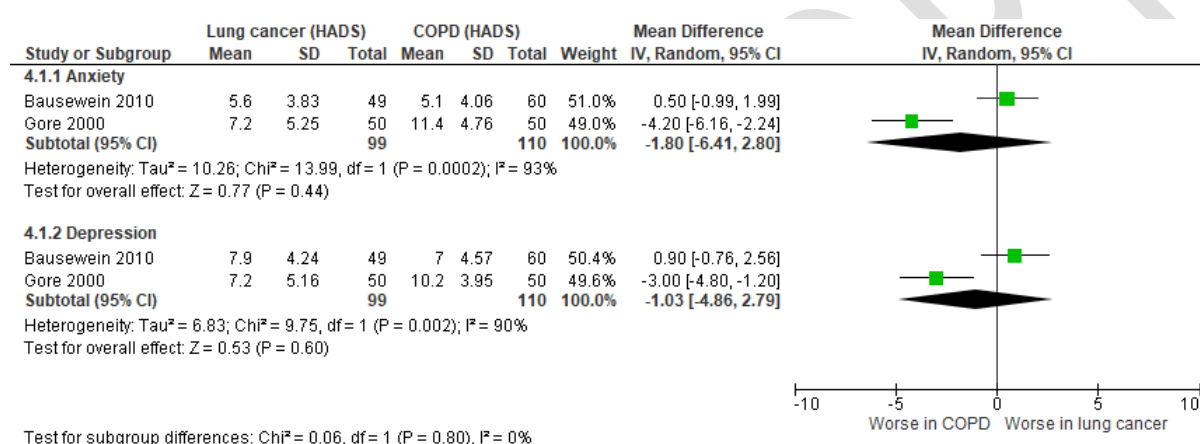 Lung cancer (HADS) COPD (HADS) Mean Difference Mean Difference
Study or Subgroup Mean SD Total Mean SD Total Weight IV, Random, 95% CI IV, Random, 95% CI
4.1.1 Anxiety
Bausewein 2010 5.6 3.83 49 5.1 4.06 60 51.0% 0.50 [-0.99, 1.99]
Gore 2000 7.2 5.25 50 11.4 4.76 50 49.0% -4.20 [-6.16, -2.24]
Subtotal (95% CI) 99 110 100.0% -1.80 [-6.41, 2.80]
Heterogeneity: Tau² = 10.26; Chi² = 13.99, df = 1 (P = 0.0002); I² = 93%
Test for overall effect: Z = 0.77 (P = 0.44)
4.1.2 Depression
Bausewein 2010 7.9 4.24 49 7 4.57 60 50.4% 0.90 [-0.76, 2.56]
Gore 2000 7.2 5.16 50 10.2 3.95 50 49.6% -3.00 [-4.80, -1.20]
Subtotal (95% CI) 99 110 100.0% -1.03 [-4.86, 2.79]
Heterogeneity: Tau² = 6.83; Chi² = 9.75, df = 1 (P = 0.002); I² = 90%
Test for overall effect: Z = 0.53 (P = 0.60)
-10 -5 0 5 10
Worse in COPD Worse in lung cancer
Test for subgroup differences: Chi² = 0.06, df = 1 (P = 0.80), I² = 0%